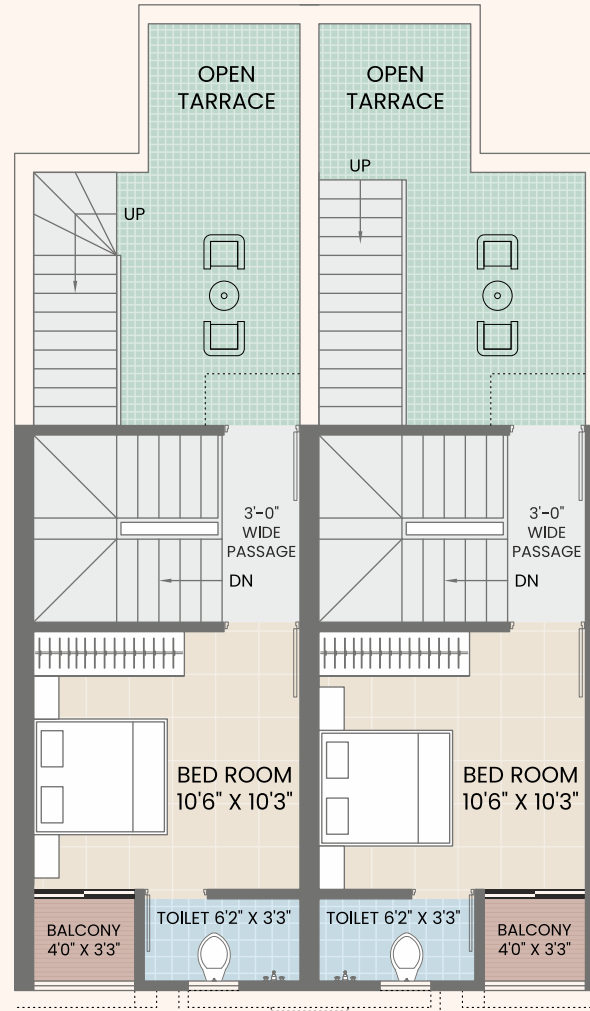 OPEN
TARRACE
OPEN
TARRACE
UP
UP
3'-0"
WIDE
PASSAGE
3'-0"
WIDE
PASSAGE
DN
DN
BED ROOM
10'6" X 10'3"
BED ROOM
10'6" X 10'3"
BALCONY
4'0" X 3'3"
TOILET 6'2" X 3'3"
TOILET 6'2" X 3'3"
BALCONY
4'0" X 3'3"